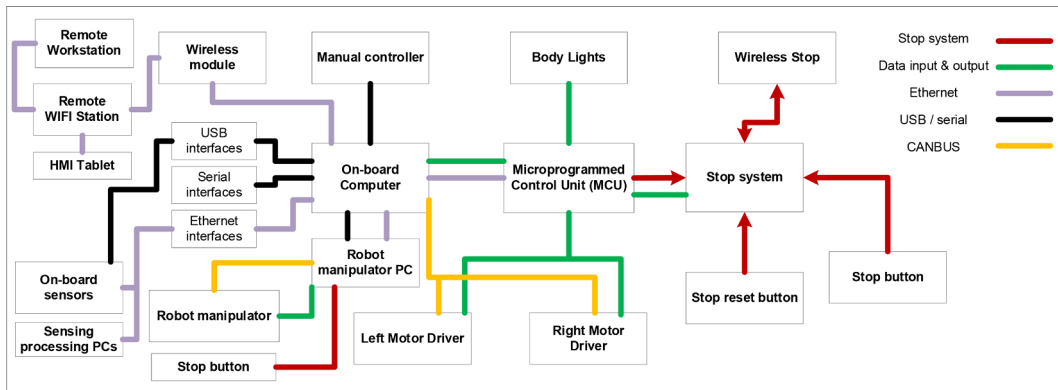 Remote
Workstation
Wireless
module
Manual controller
Body Lights
Wireless Stop
Stop system
Data input & output
Ethernet
USB / serial
CANBUS
Remote
WIFI Station
HMI Tablet
USB
interfaces
Serial
interfaces
Ethernet
interfaces
On-board
Computer
Microprogrammed
Control Unit (MCU)
Stop system
On-board
sensors
Sensing
processing PCs
Robot
manipulator PC
Robot manipulator
Stop button
Left Motor Driver
Right Motor
Driver
Stop reset button
Stop button